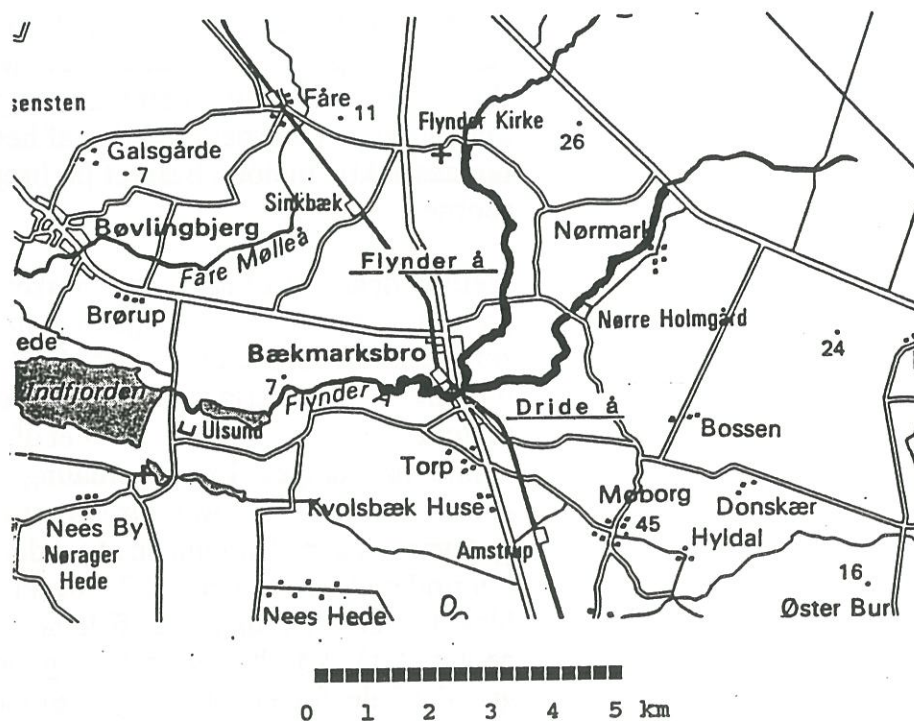 sensten
Fåre
11
Flynder Kirke
26
Galsgårde
7
Sinkbæk
Bøvlingbjerg
Nørmark
Fåre Mølleå
Flynder å
Brørup
Nørre Holmgård
ede
Bækmarksbro
24
7
Indfjorden
Flynder Å
Dride å
Ulsund
Bossen
Torp
Møborg
Donskær
Kvolsbæk Huse
45
Nees By
Hyldal
Nørager
Hede
Amstrup
16
Øster Bur
Nees Hede
0 1 2 3 4 5 km